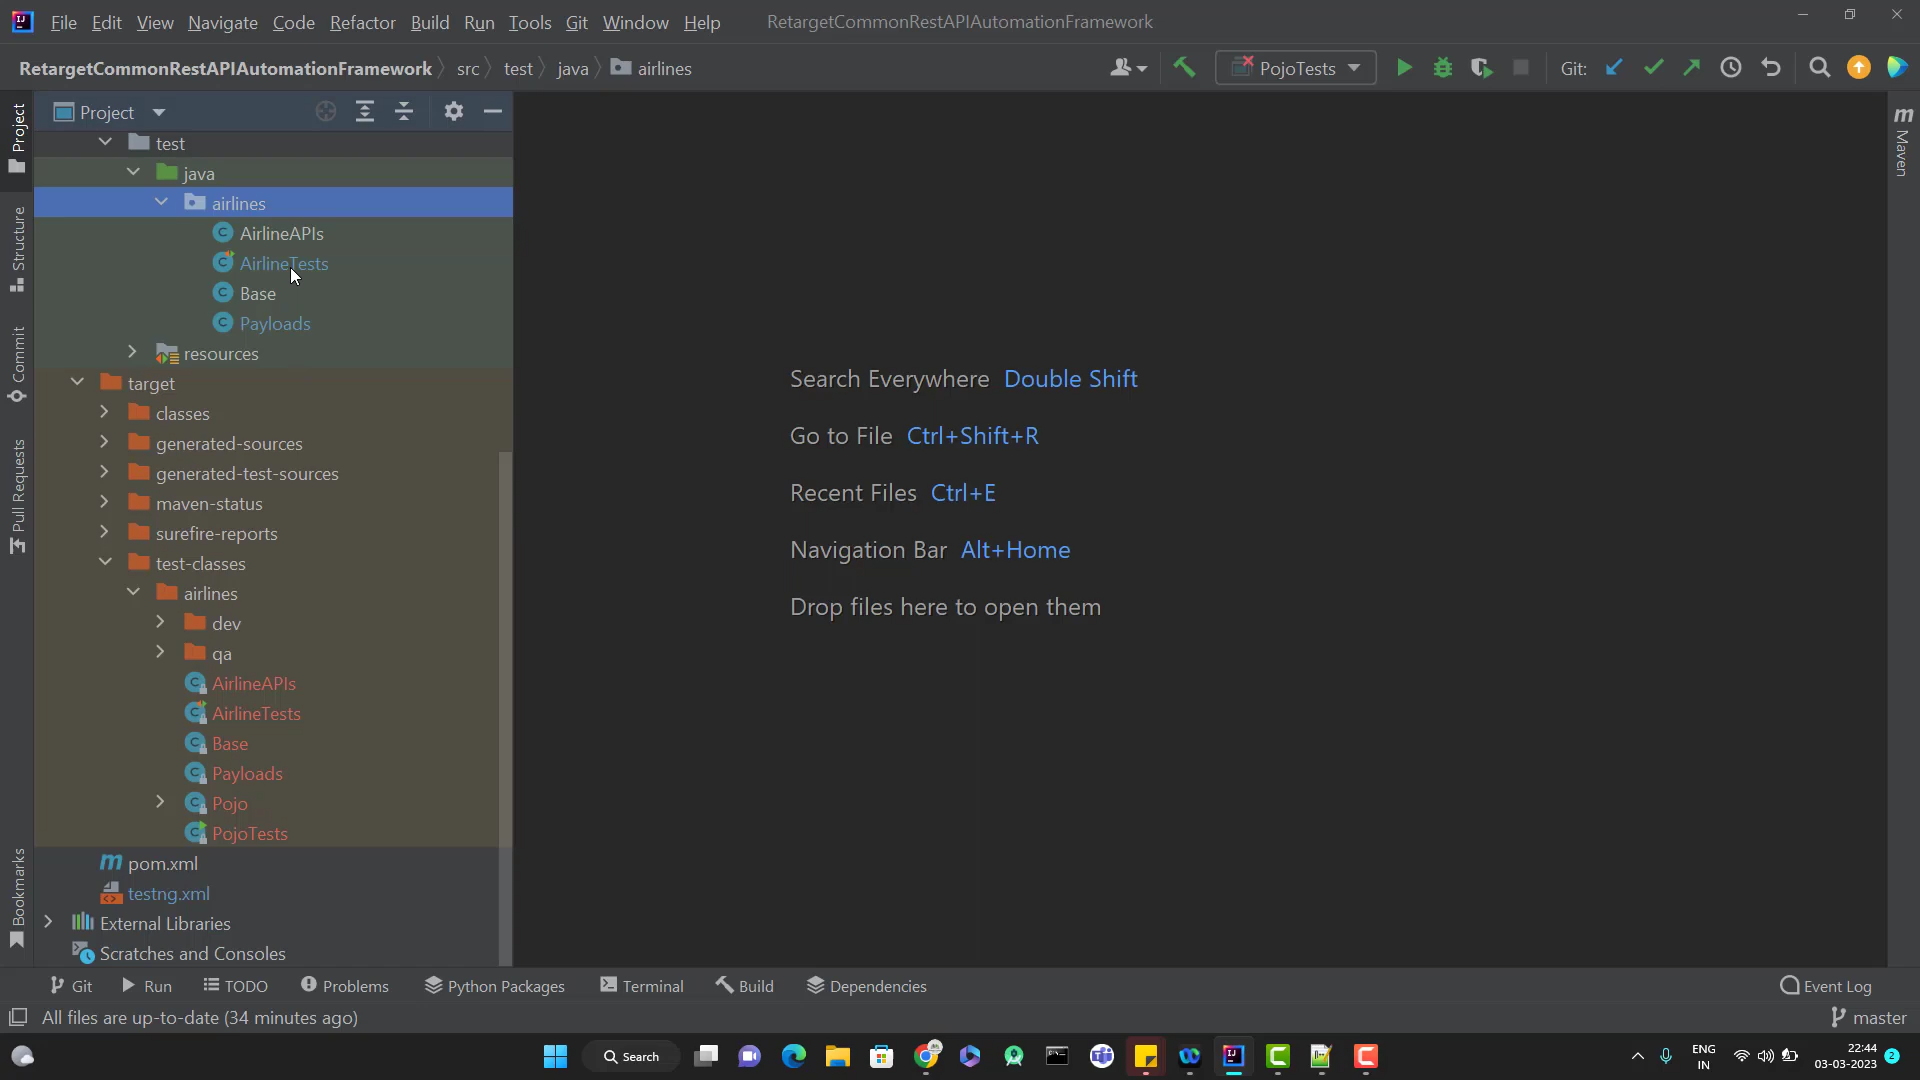 File Edit View Navigate Code Refactor Build Run Tools Git Window Help RetargetCommonRestAPIAutomationFramework
RetargetCommonRestAPIAutomationFramework src test java airlines PojoTests Git:
Project
Project
Structure
Commit
Pull Requests
Bookmarks
test
java
airlines
AirlineAPIs
AirlineTests
Base
Payloads
resources
target
classes
generated-sources
generated-test-sources
maven-status
surefire-reports
test-classes
airlines
dev
qa
AirlineAPIs
AirlineTests
Base
Payloads
Pojo
PojoTests
m pom.xml
testng.xml
External Libraries
Scratches and Consoles
Search Everywhere Double Shift
Go to File Ctrl+Shift+R
Recent Files Ctrl+E
Navigation Bar Alt+Home
Drop files here to open them
m
Maven
Git Run TODO Problems Python Packages Terminal Build Dependencies Event Log
All files are up-to-date (34 minutes ago) master
Search
ENG
IN
22:44
03-03-2023
2